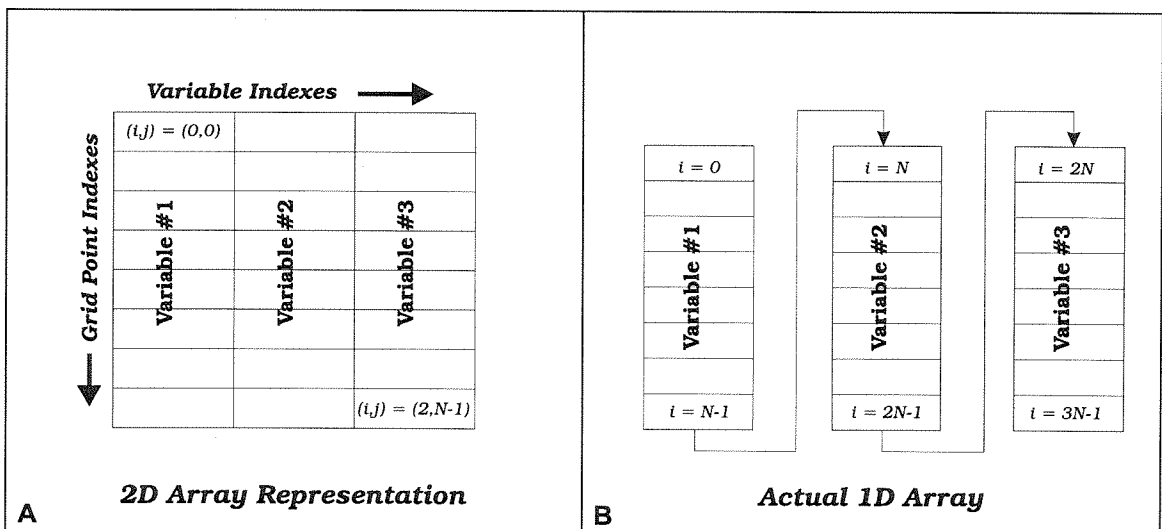 Variable Indexes
Grid Point Indexes
(i,j) = (0,0)
Variable #1
Variable #2
Variable #3
(i,j) = (2,N-1)
2D Array Representation
A
i = 0
i = N
i = 2N
Variable #1
Variable #2
Variable #3
i = N-1
i = 2N-1
i = 3N-1
Actual 1D Array
B